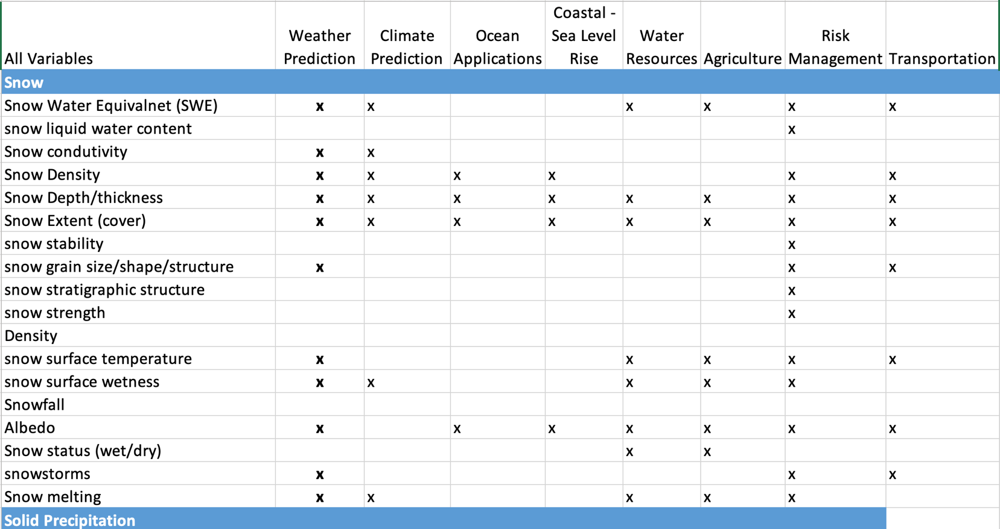 All Variables Weather Prediction Climate Prediction Ocean Applications Coastal - Sea Level Rise Water Resources Agriculture Risk Management Transportation
Snow
Snow Water Equivalnet (SWE) x x x x x x
snow liquid water content x
Snow condutivity x x
Snow Density x x x x x x
Snow Depth/thickness x x x x x x x x
Snow Extent (cover) x x x x x x x x
snow stability x
snow grain size/shape/structure x x x
snow stratigraphic structure x
snow strength x
Density
snow surface temperature x x x x x
snow surface wetness x x x x x
Snowfall
Albedo x x x x x x x
Snow status (wet/dry) x x
snowstorms x x x
Snow melting x x x x x
Solid Precipitation